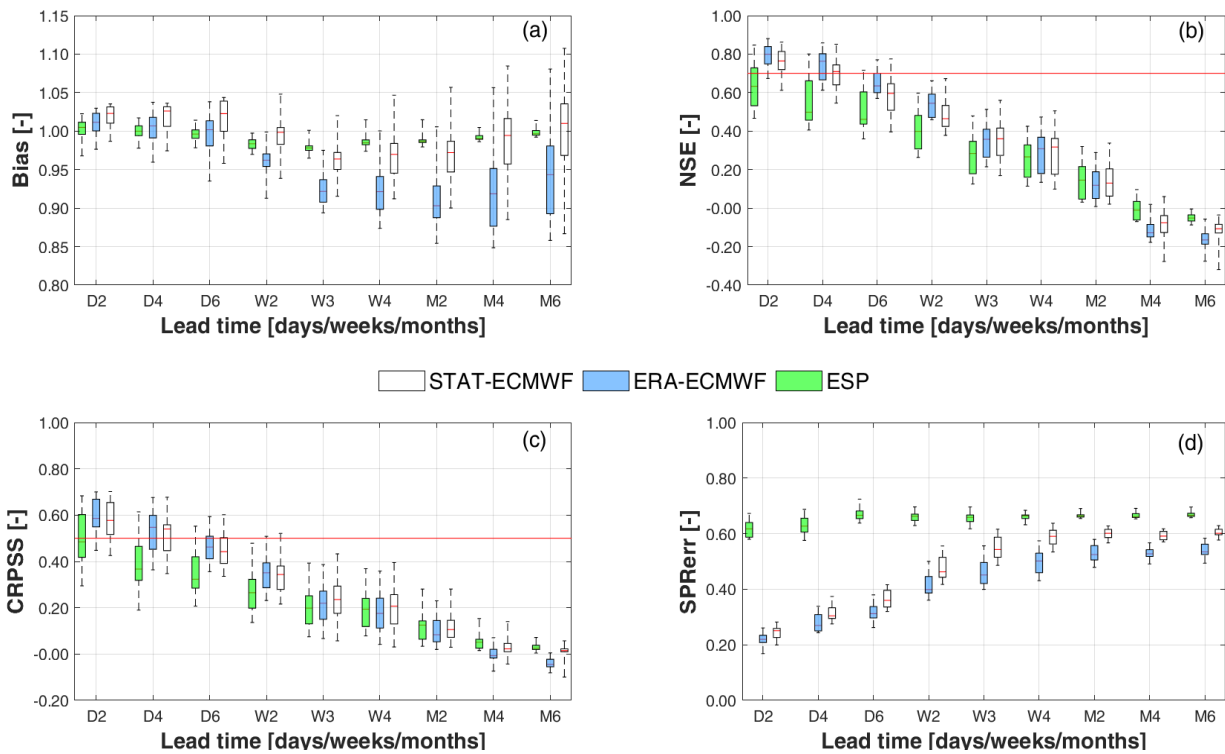 (a)
1.15
1.10
1.05
1.00
0.95
0.90
0.85
0.80
Bias [-]
D2 D4 D6 W2 W3 W4 M2 M4 M6
Lead time [days/weeks/months]
(b)
1.00
0.80
0.60
0.40
0.20
-0.00
-0.20
-0.40
NSE [-]
D2 D4 D6 W2 W3 W4 M2 M4 M6
Lead time [days/weeks/months]
STAT-ECMWF ERA-ECMWF ESP
(c)
1.00
0.80
0.60
0.40
0.20
-0.00
-0.20
CRPSS [-]
D2 D4 D6 W2 W3 W4 M2 M4 M6
Lead time [days/weeks/months]
(d)
1.00
0.80
0.60
0.40
0.20
0.00
SPRerr [-]
D2 D4 D6 W2 W3 W4 M2 M4 M6
Lead time [days/weeks/months]